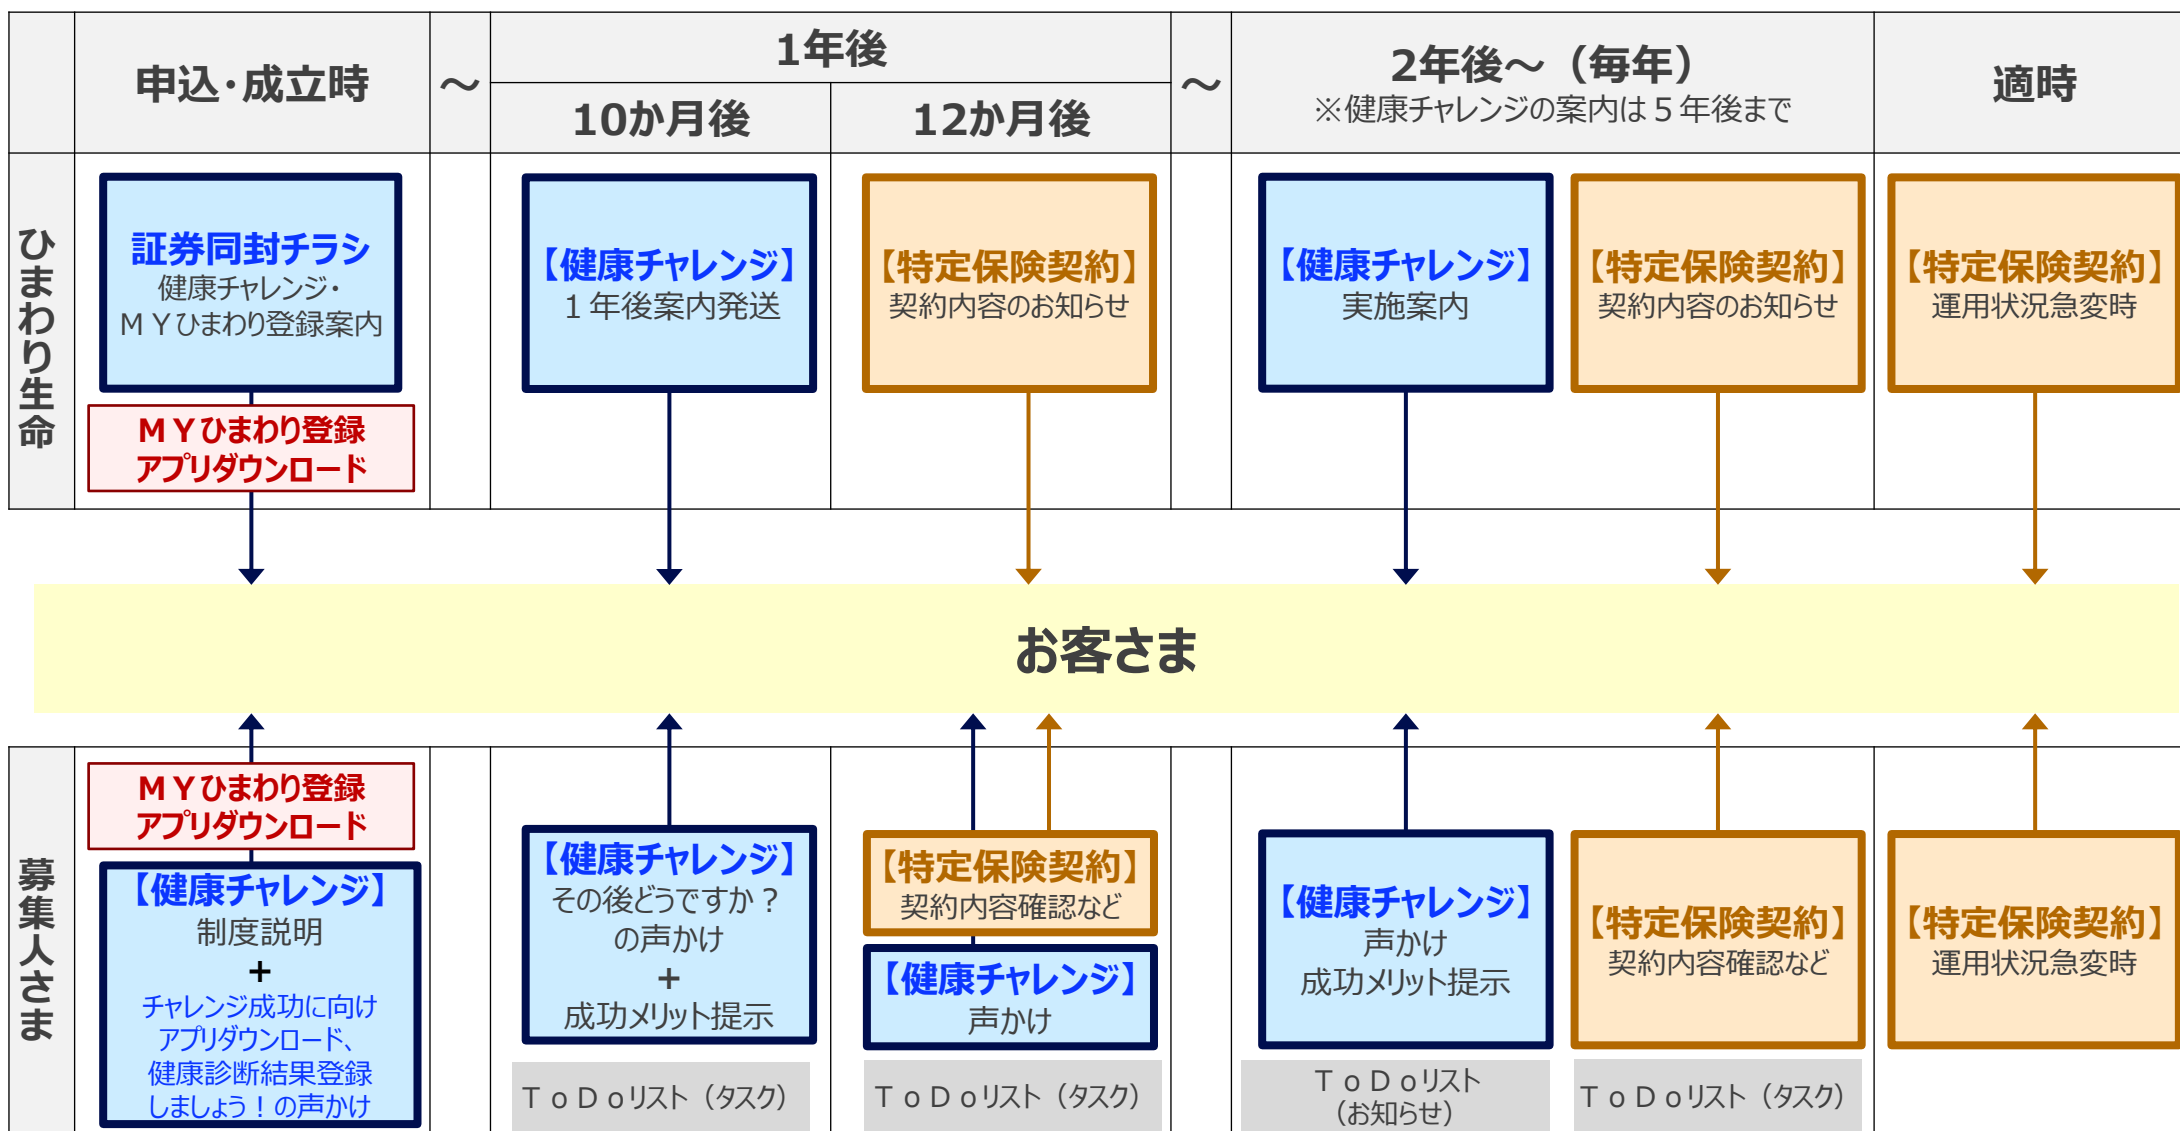 申込・成立時
～
1年後
10か月後
12か月後
～
2年後～（毎年）
※健康チャレンジの案内は５年後まで
適時
ひまわり生命
証券同封チラシ
健康チャレンジ・
ＭＹひまわり登録案内
ＭＹひまわり登録
アプリダウンロード
【健康チャレンジ】
１年後案内発送
【特定保険契約】
契約内容のお知らせ
【健康チャレンジ】
実施案内
【特定保険契約】
契約内容のお知らせ
【特定保険契約】
運用状況急変時
お客さま
募集人さま
ＭＹひまわり登録
アプリダウンロード
【健康チャレンジ】
制度説明
+
チャレンジ成功に向け
アプリダウンロード、
健康診断結果登録
しましょう！の声かけ
【健康チャレンジ】
その後どうですか？
の声かけ
+
成功メリット提示
ＴｏＤｏリスト（タスク）
【特定保険契約】
契約内容確認など
【健康チャレンジ】
声かけ
ＴｏＤｏリスト（タスク）
【健康チャレンジ】
声かけ
成功メリット提示
ＴｏＤｏリスト
（お知らせ）
【特定保険契約】
契約内容確認など
ＴｏＤｏリスト（タスク）
【特定保険契約】
運用状況急変時